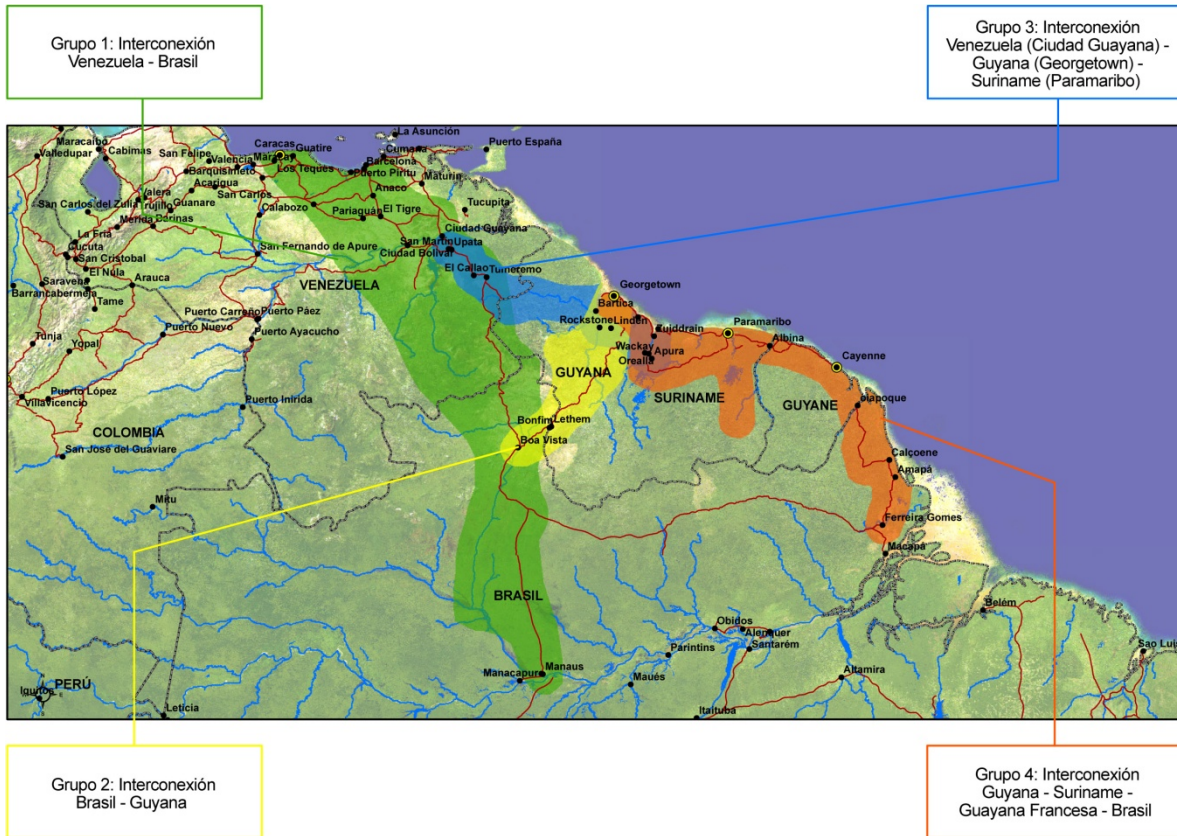 Grupo 1: Interconexión
Venezuela - Brasil
Grupo 3: Interconexión
Venezuela (Ciudad Guayana) -
Guyana (Georgetown) -
Suriname (Paramaribo)
La Asunción
Maracaibo
Cabimas
Valledupar
San Felipe
Valencia
Maracay
Caracas
Guatire
Los Teques
Cumaná
Barcelona
Puerto Píritu
Puerto España
Barquisimeto
Acarigua
San Carlos
Maturín
Anaco
Valera
Trujillo
Guanare
San Carlos del Zulia
Mérida
Barinas
Calabozo
Pariaguán
El Tigre
Tucupita
La Fría
Cucuta
San Cristobal
El Nula
San Fernando de Apure
Ciudad Guayana
San Martín
Upata
Ciudad Bolívar
El Callao
Tumeremo
Saravena
Arauca
Barrancabermeja
Tame
VENEZUELA
Georgetown
Bartica
Rockstone
Linden
Puerto Carreño
Puerto Páez
Puerto Nuevo
Puerto Ayacucho
Tunja
Yopal
Paramaribo
Albina
Wackay
Apura
Orealla
Cayenne
GUYANA
SURINAME
GUYANE
Puerto López
Villavicencio
Puerto Inirida
COLOMBIA
San José del Guaviare
Bonfim
Lethem
Boa Vista
Oiapoque
Calçoene
Amapá
Mitu
Ferreira Gomes
Macapá
BRASIL
Belém
Obidos
Alenquer
Santarém
Parintins
Sao Luis
Manacapuru
Manaus
Maués
Altamira
Iquitos
PERÚ
Leticia
Itaituba
Grupo 2: Interconexión
Brasil - Guyana
Grupo 4: Interconexión
Guyana - Suriname -
Guayana Francesa - Brasil